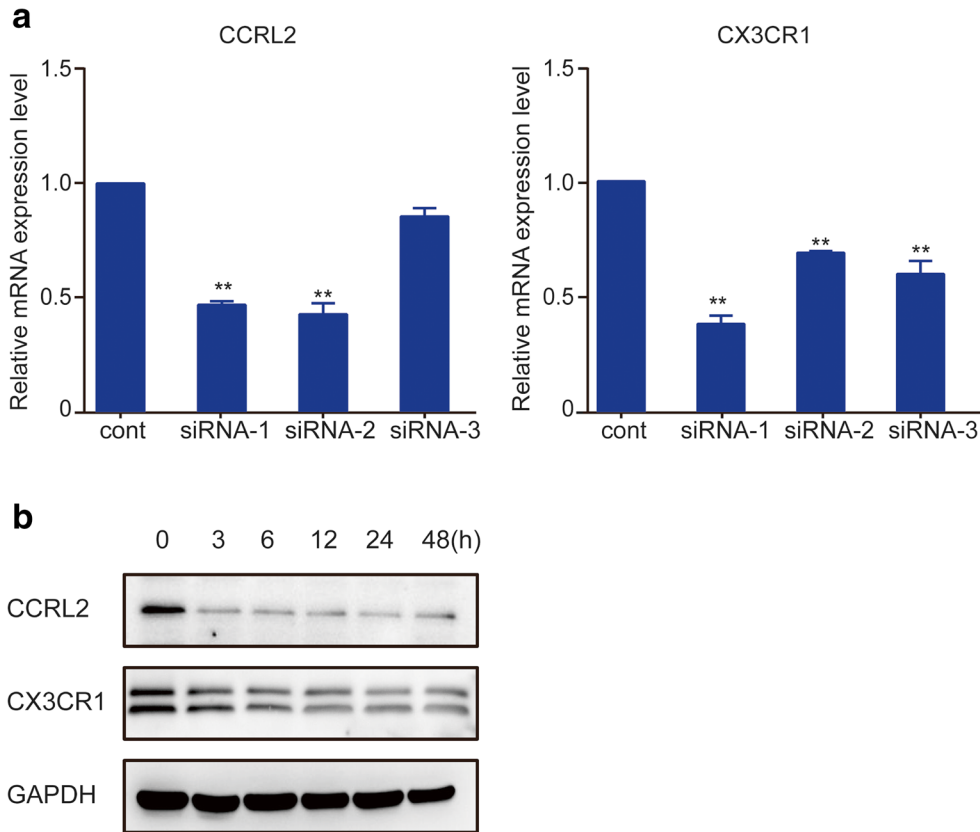 a
CCRL2
Relative mRNA expression level
1.5
1.0
0.5
0
** **
cont siRNA-1 siRNA-2 siRNA-3
CX3CR1
Relative mRNA expression level
1.5
1.0
0.5
0
** ** **
cont siRNA-1 siRNA-2 siRNA-3
b
0 3 6 12 24 48(h)
CCRL2
CX3CR1
GAPDH